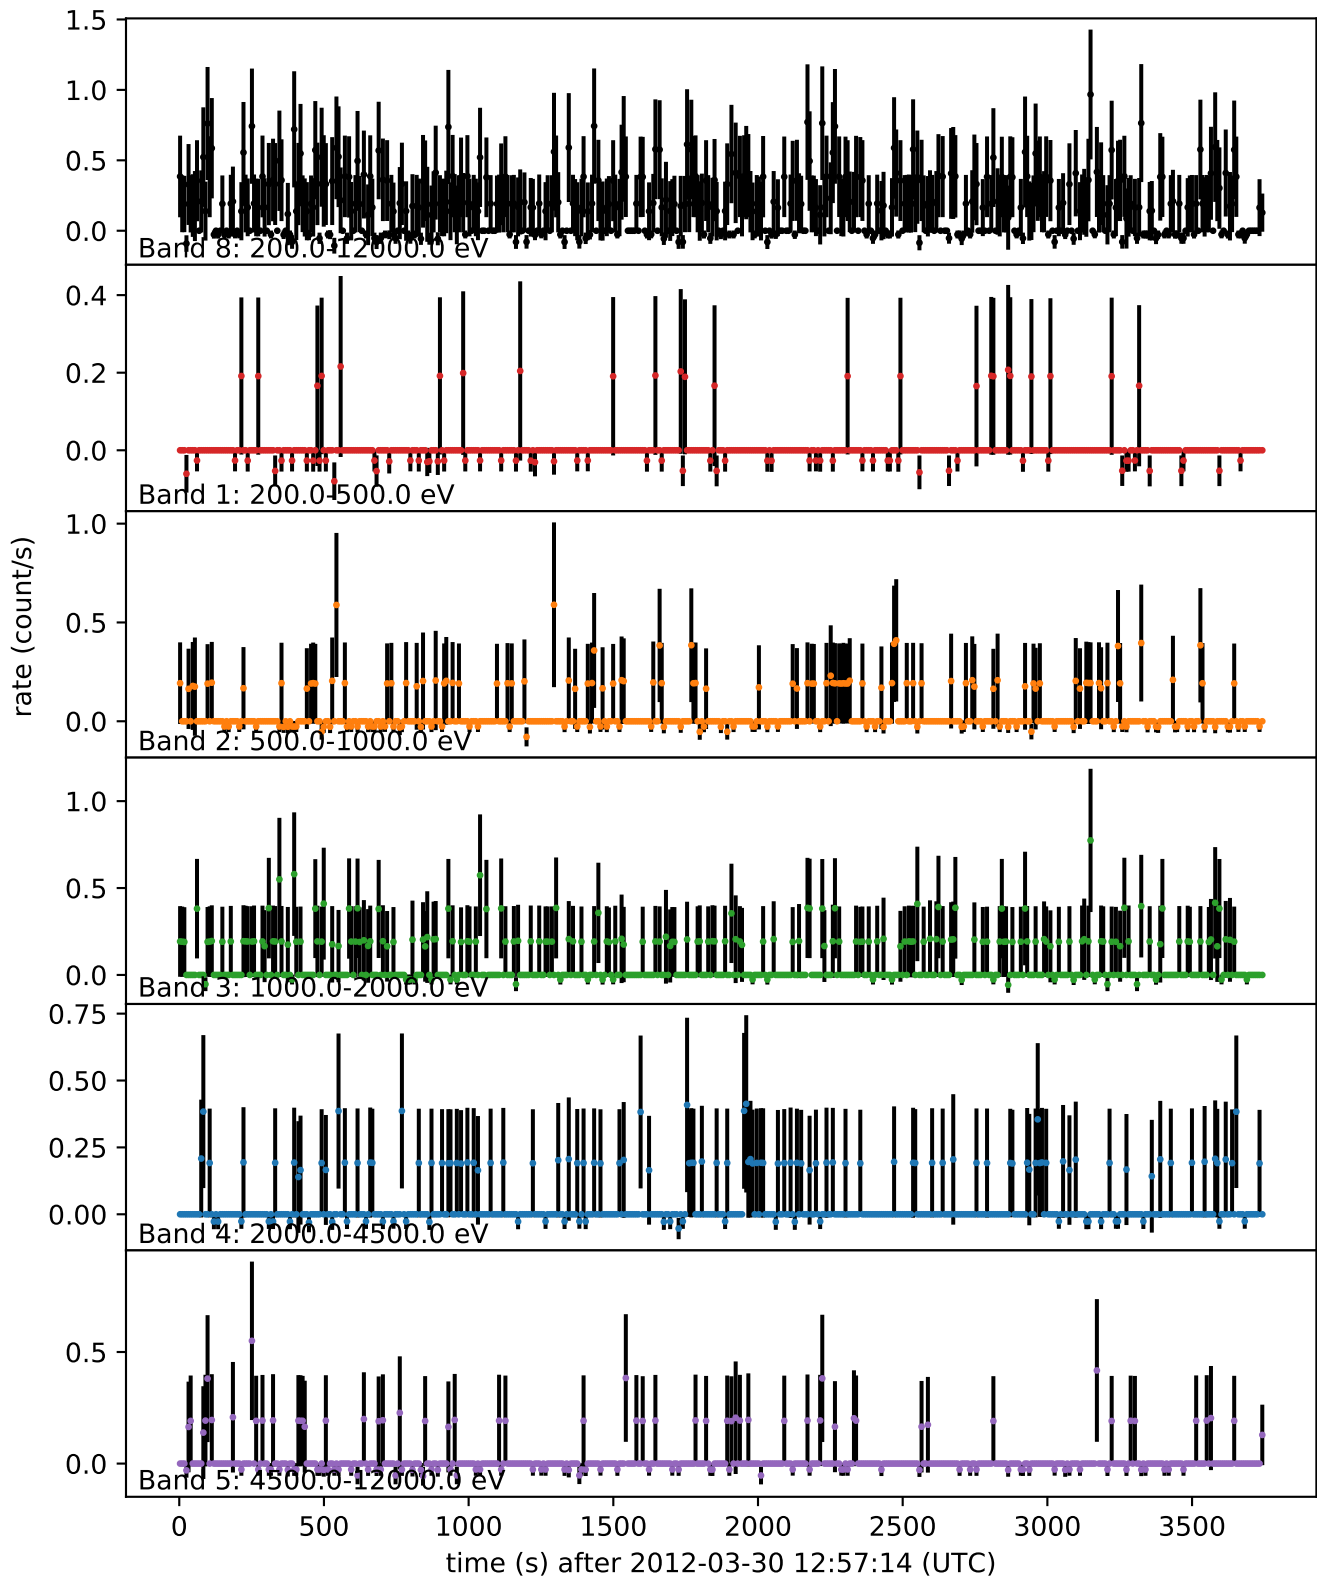 1.5
1.0
0.5
0.0
Band 8: 200.0-12000.0 eV
0.4
0.2
0.0
Band 1: 200.0-500.0 eV
1.0
0.5
0.0
Band 2: 500.0-1000.0 eV
rate (count/s)
1.0
0.5
0.0
Band 3: 1000.0-2000.0 eV
0.75
0.50
0.25
0.00
Band 4: 2000.0-4500.0 eV
0.5
0.0
Band 5: 4500.0-12000.0 eV
0 500 1000 1500 2000 2500 3000 3500
time (s) after 2012-03-30 12:57:14 (UTC)